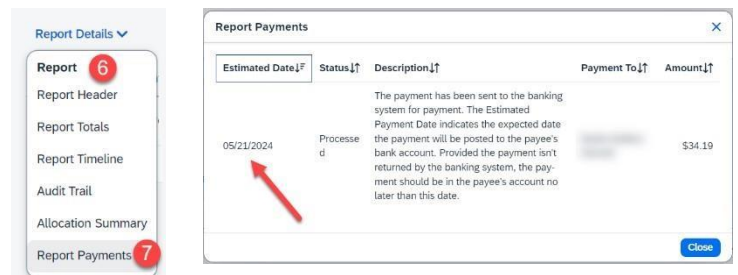 Report Details
Report 6
Report Header
Report Totals
Report Timeline
Audit Trail
Allocation Summary
Report Payments 7
Report Payments
Estimated Date Status Description Payment To Amount
The payment has been sent to the banking
system for payment. The Estimated
Payment Date indicates the expected date
05/21/2024 Processe the payment will be posted to the payee's $34.19
d bank account. Provided the payment isn't
returned by the banking system, the pay-
ment should be in the payee's account no
later than this date.
Close